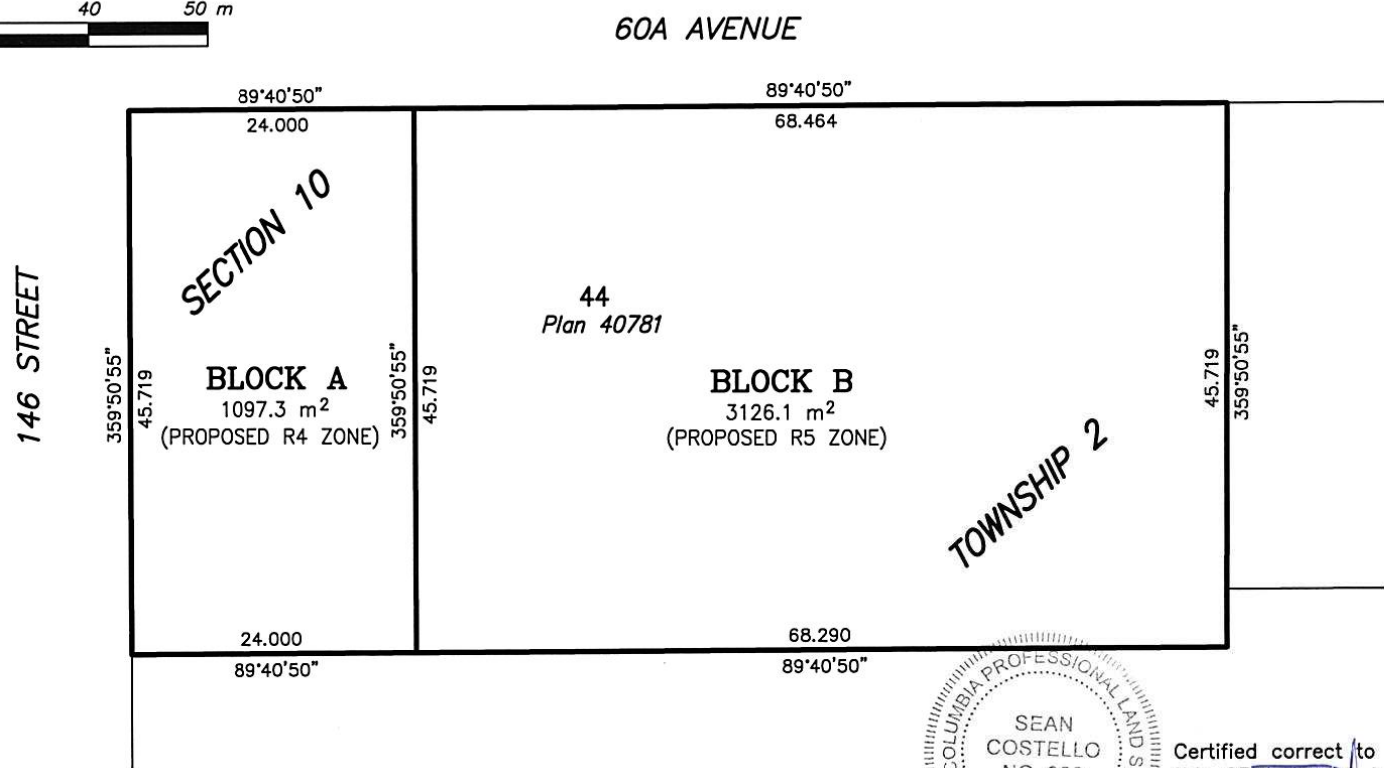 40 50 m
60A AVENUE
89°40'50"
89°40'50"
24.000
68.464
SECTION 10
146 STREET
44
Plan 40781
359°50'55"
45.719
BLOCK A
1097.3 m²
(PROPOSED R4 ZONE)
359°50'55"
45.719
BLOCK B
3126.1 m²
(PROPOSED R5 ZONE)
45.719
359°50'55"
TOWNSHIP 2
24.000
68.290
89°40'50"
89°40'50"
COLUMBIA PROFESSIONAL LAND S
SEAN
COSTELLO
Certified correct to